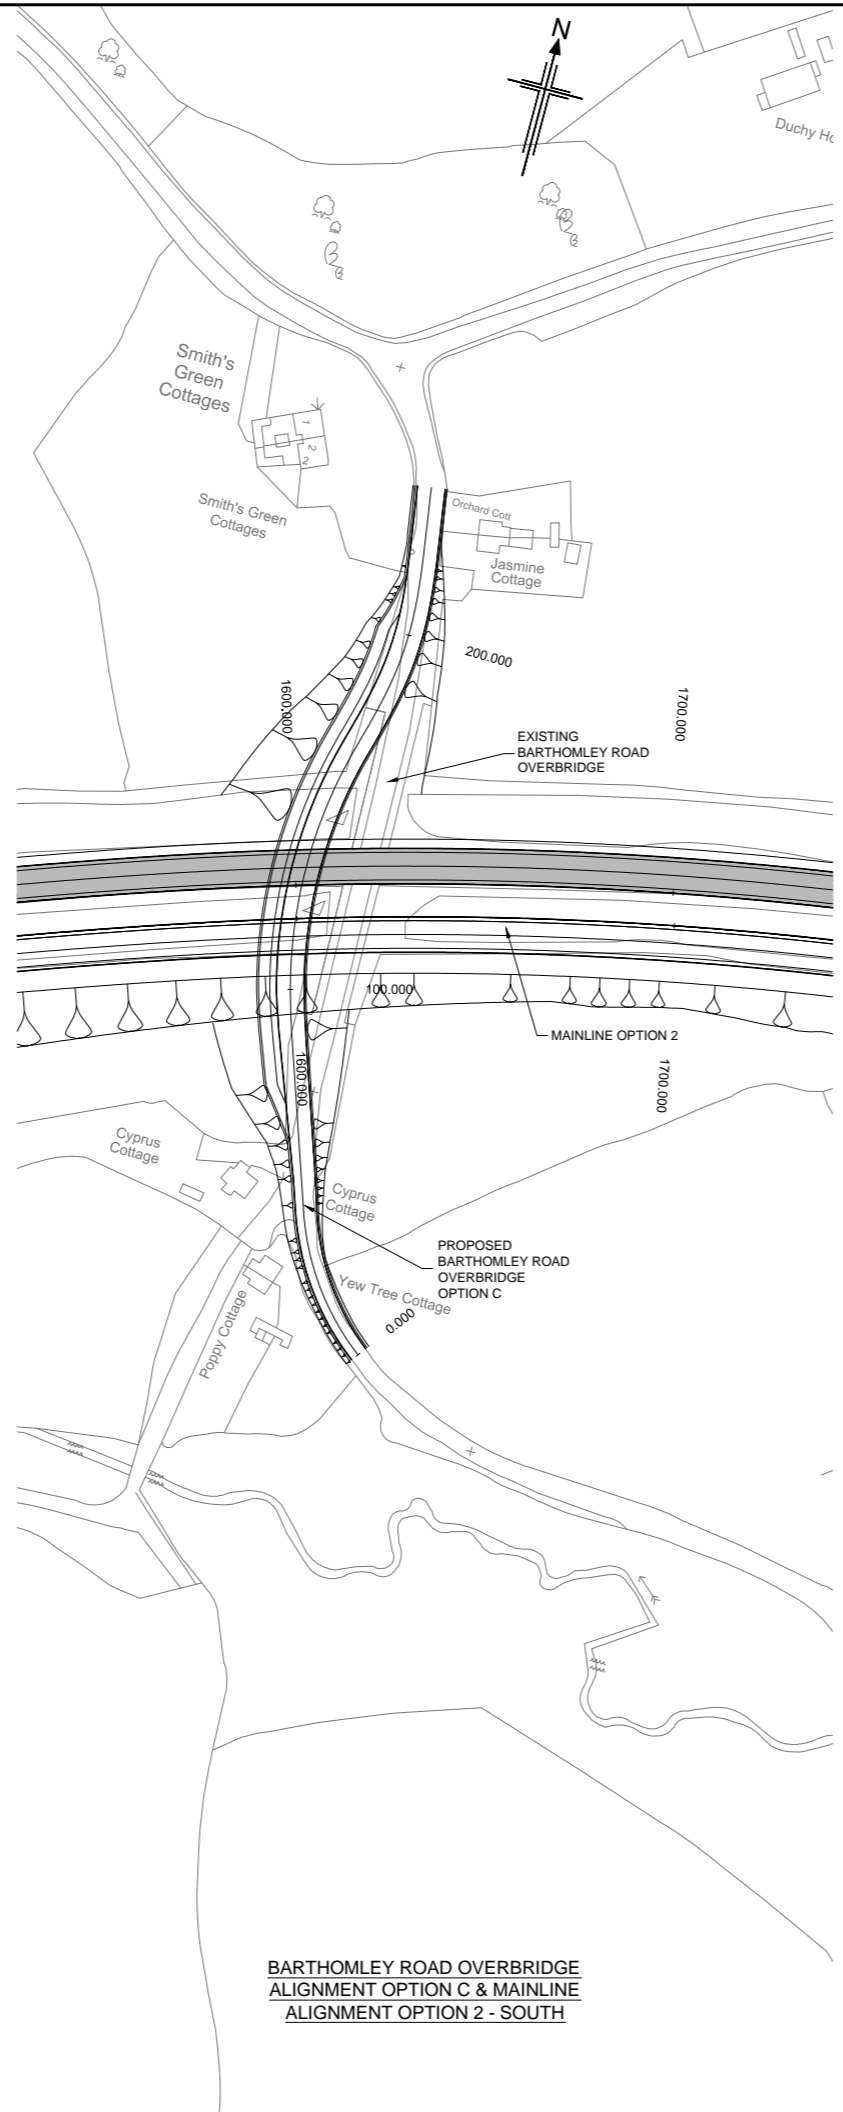 N
Duchy Ho
Smith's
Green
Cottages
1
2
2
Smith's Green
Cottages
Orchard Cott
Jasmine
Cottage
200.000
1600.000
1700.000
EXISTING
BARTHOMLEY ROAD
OVERBRIDGE
100.000
MAINLINE OPTION 2
1600.000
1700.000
Cyprus
Cottage
Cyprus
Cottage
PROPOSED
BARTHOMLEY ROAD
OVERBRIDGE
OPTION C
Yew Tree Cottage
0.000
Poppy Cottage
BARTHOMLEY ROAD OVERBRIDGE
ALIGNMENT OPTION C & MAINLINE
ALIGNMENT OPTION 2 - SOUTH